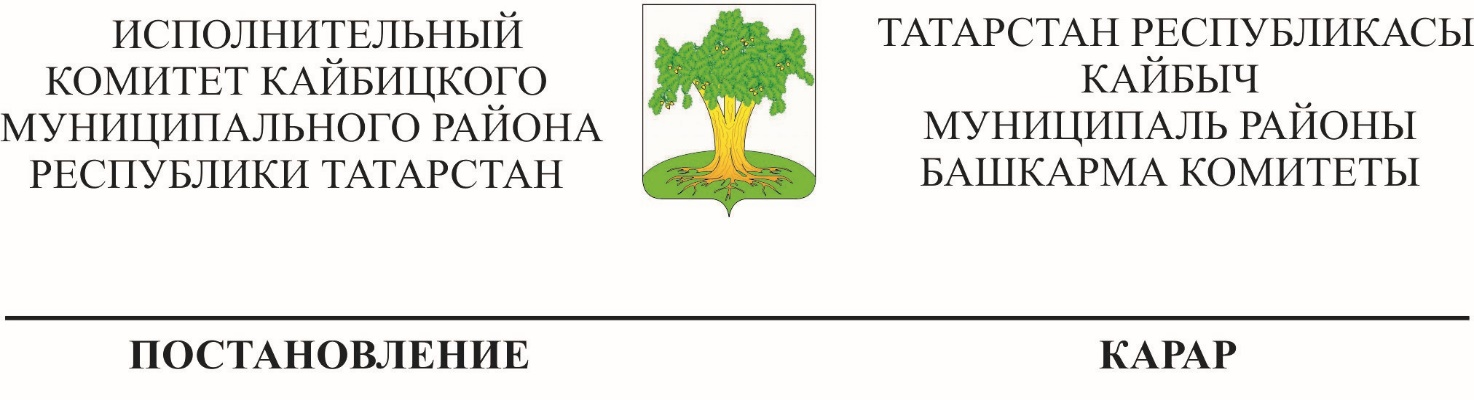 ИСПОЛНИТЕЛЬНЫЙ
КОМИТЕТ КАЙБИЦКОГО
МУНИЦИПАЛЬНОГО РАЙОНА
РЕСПУБЛИКИ ТАТАРСТАН
ТАТАРСТАН РЕСПУБЛИКАСЫ
КАЙБЫЧ
МУНИЦИПАЛЬ РАЙОНЫ
БАШКАРМА КОМИТЕТЫ
ПОСТАНОВЛЕНИЕ
КАРАР